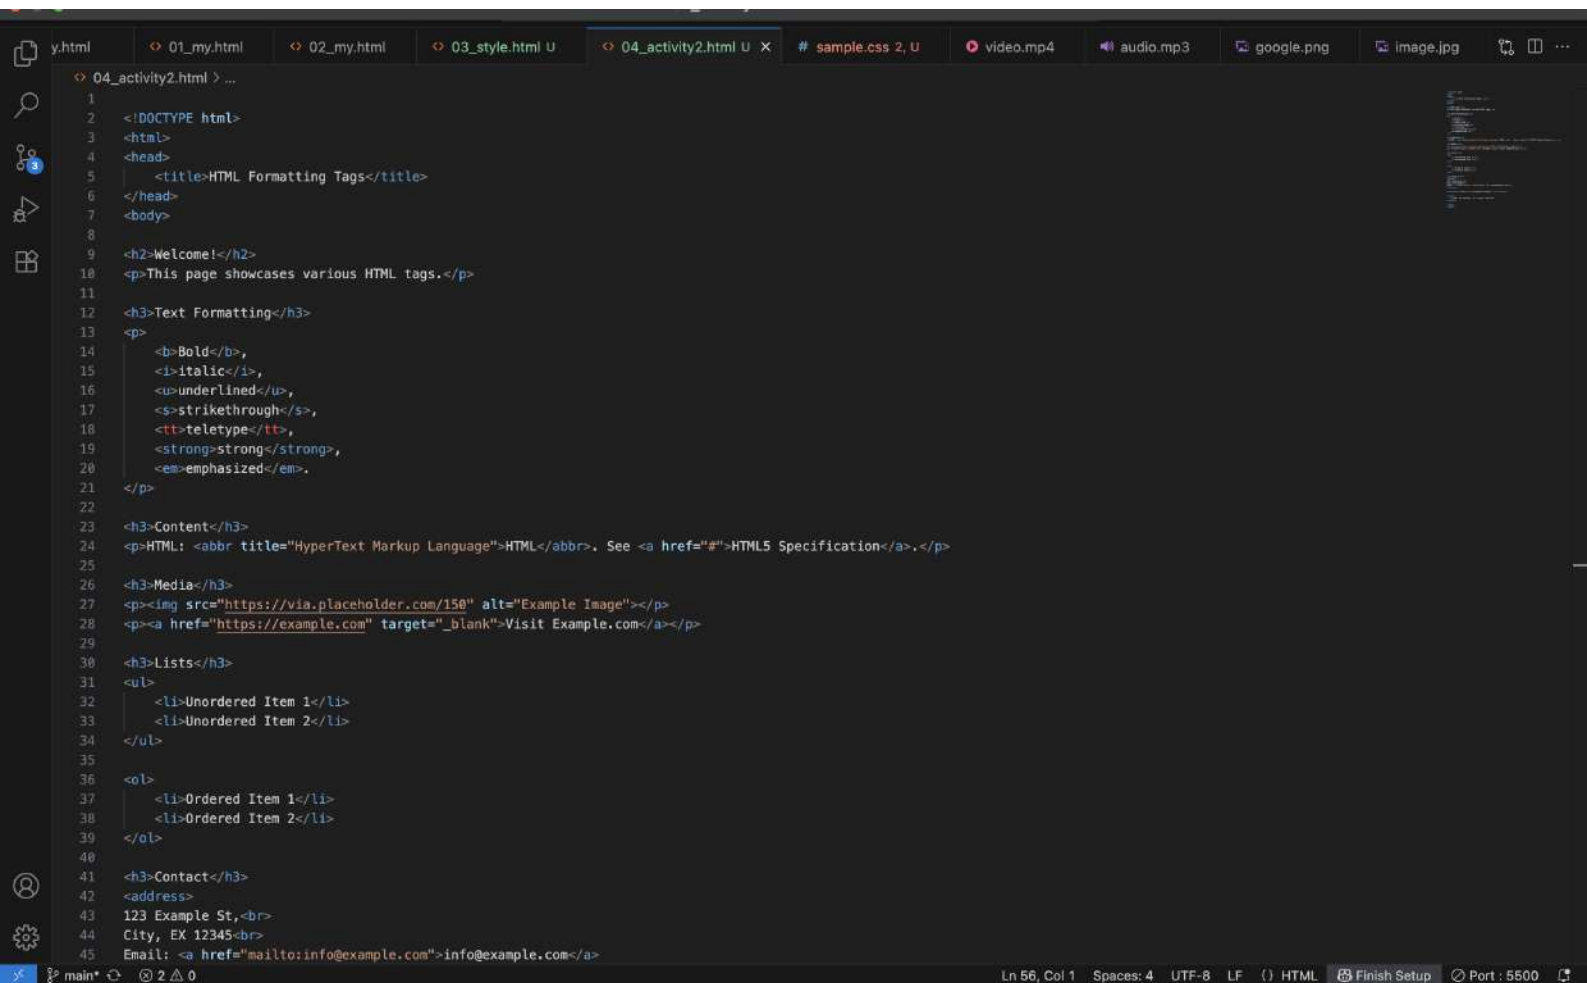 y.html 01_my.html 02_my.html 03_style.html U 04_activity2.html U # sample.css 2, U video.mp4 audio.mp3 google.png image.jpg
04_activity2.html > ...
1
2 <!DOCTYPE html>
3 <html>
4 <head>
5 <title>HTML Formatting Tags</title>
6 </head>
7 <body>
8
9 <h2>Welcome!</h2>
10 <p>This page showcases various HTML tags.</p>
11
12 <h3>Text Formatting</h3>
13 <p>
14 <b>Bold</b>,
15 <i>italic</i>,
16 <u>underlined</u>,
17 <s>strikethrough</s>,
18 <tt>teletype</tt>,
19 <strong>strong</strong>,
20 <em>emphasized</em>.
21 </p>
22
23 <h3>Content</h3>
24 <p>HTML: <abbr title="HyperText Markup Language">HTML</abbr>. See <a href="#">HTML5 Specification</a>.</p>
25
26 <h3>Media</h3>
27 <p><img src="https://via.placeholder.com/150" alt="Example Image"></p>
28 <p><a href="https://example.com" target="_blank">Visit Example.com</a></p>
29
30 <h3>Lists</h3>
31 <ul>
32 <li>Unordered Item 1</li>
33 <li>Unordered Item 2</li>
34 </ul>
35
36 <ol>
37 <li>Ordered Item 1</li>
38 <li>Ordered Item 2</li>
39 </ol>
40
41 <h3>Contact</h3>
42 <address>
43 123 Example St,<br>
44 City, EX 12345<br>
45 Email: <a href="mailto:info@example.com">info@example.com</a>
3
main* 2 0 Ln 56, Col 1 Spaces: 4 UTF-8 LF {} HTML Finish Setup Port : 5500